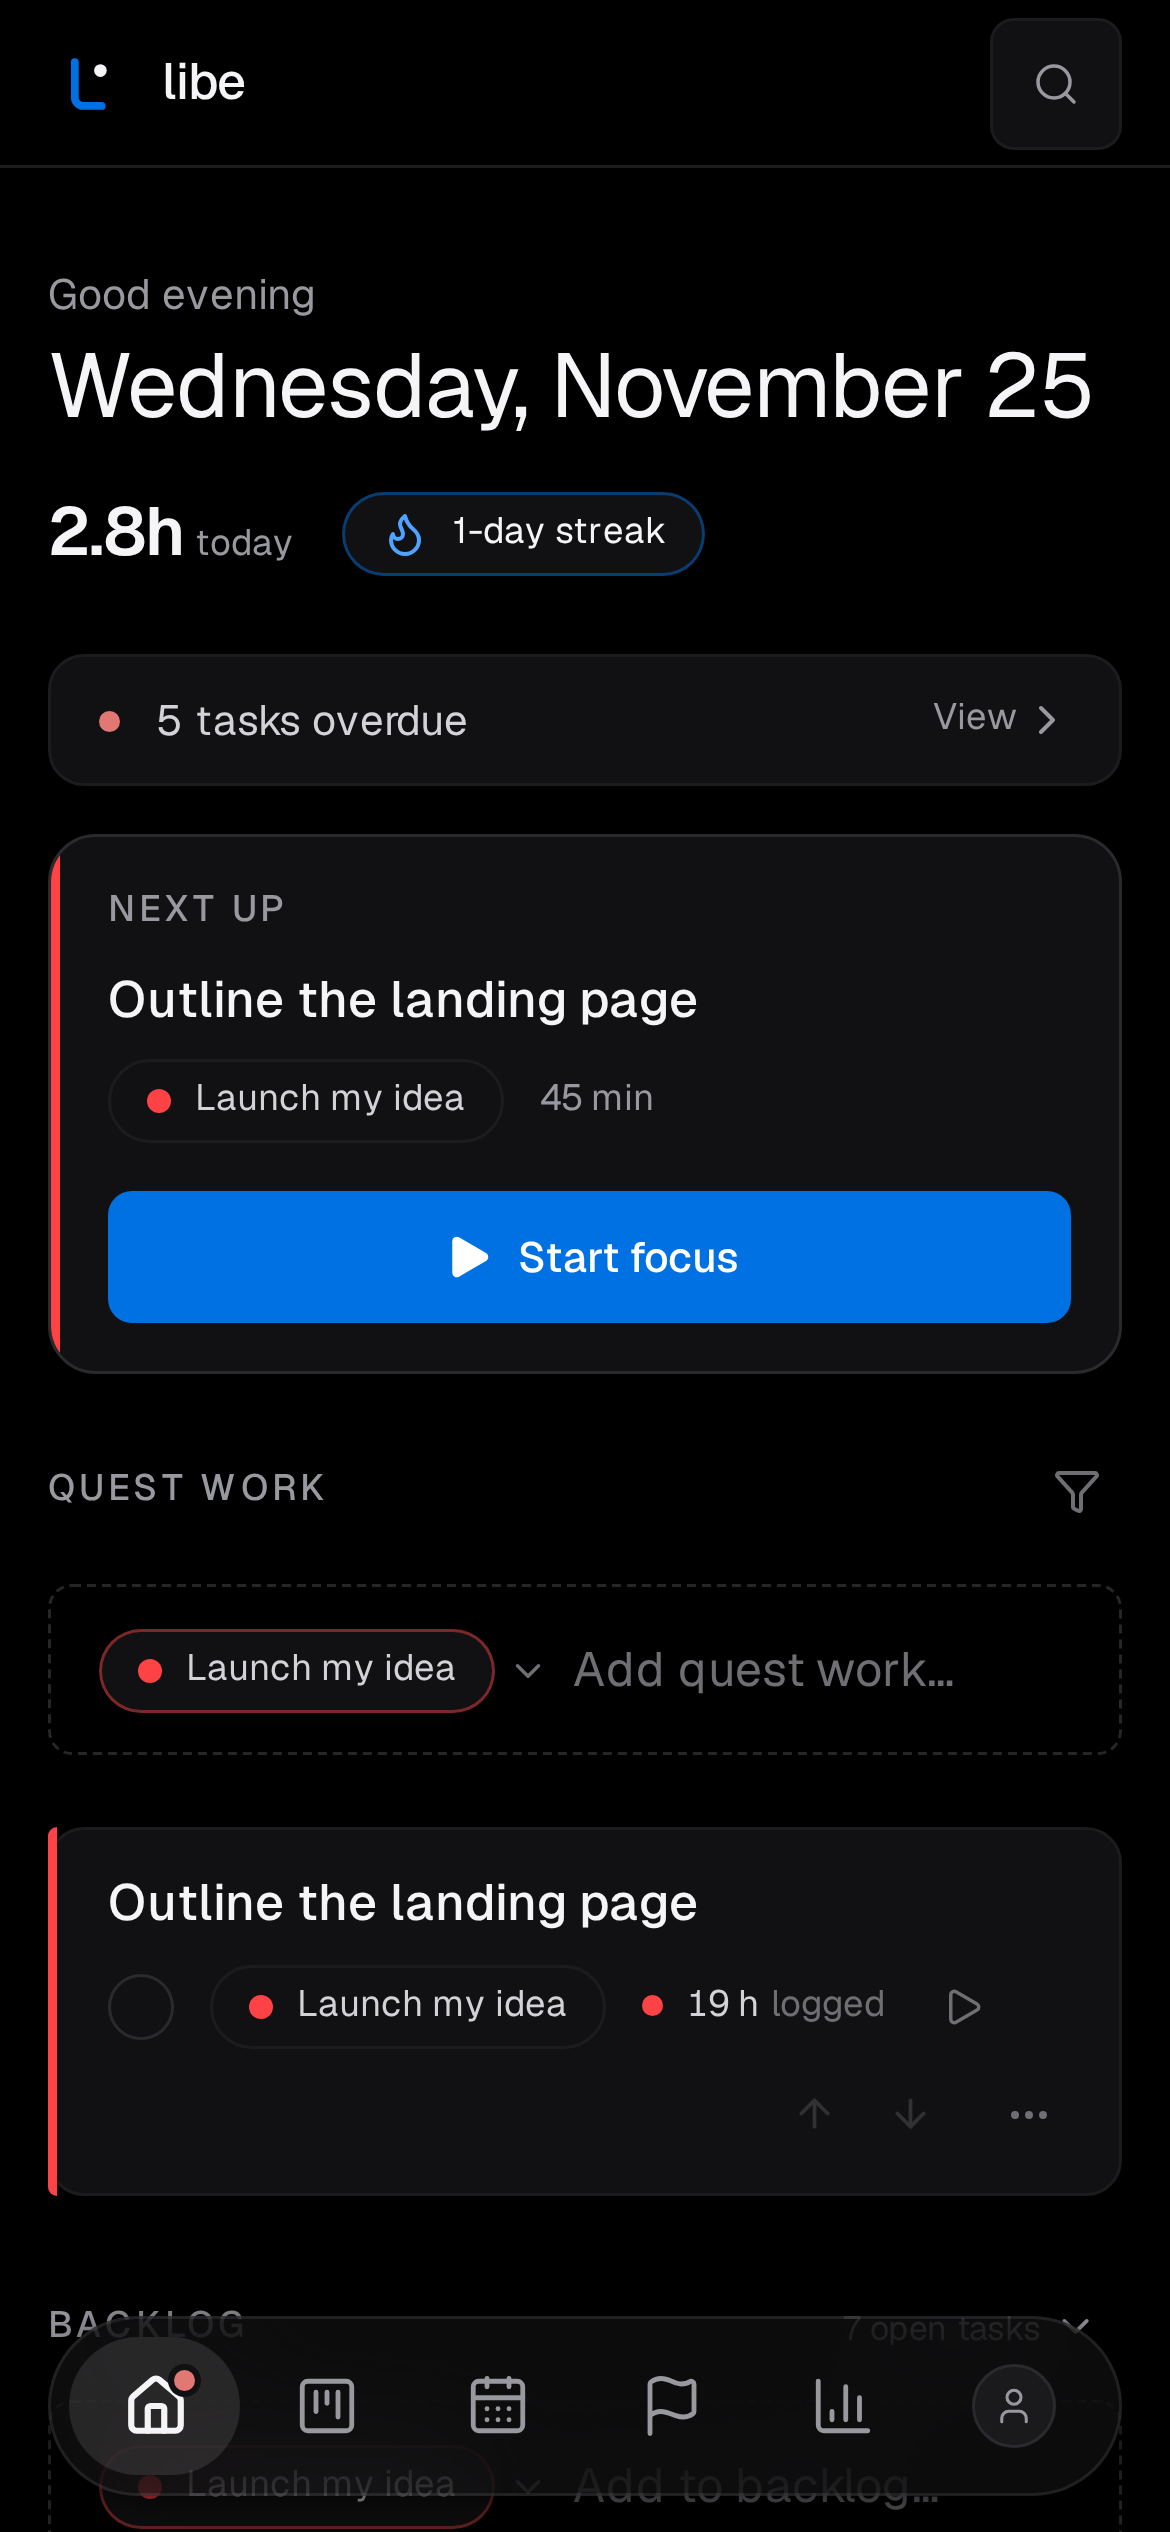 libe
Good evening
Wednesday, November 25
2.8h today
1-day streak
5 tasks overdue
View
NEXT UP
Outline the landing page
Launch my idea
45 min
Start focus
QUEST WORK
Launch my idea
Add quest work...
Outline the landing page
Launch my idea
19 h logged
BACKLOG
7 open tasks
Launch my idea
Add to backlog...